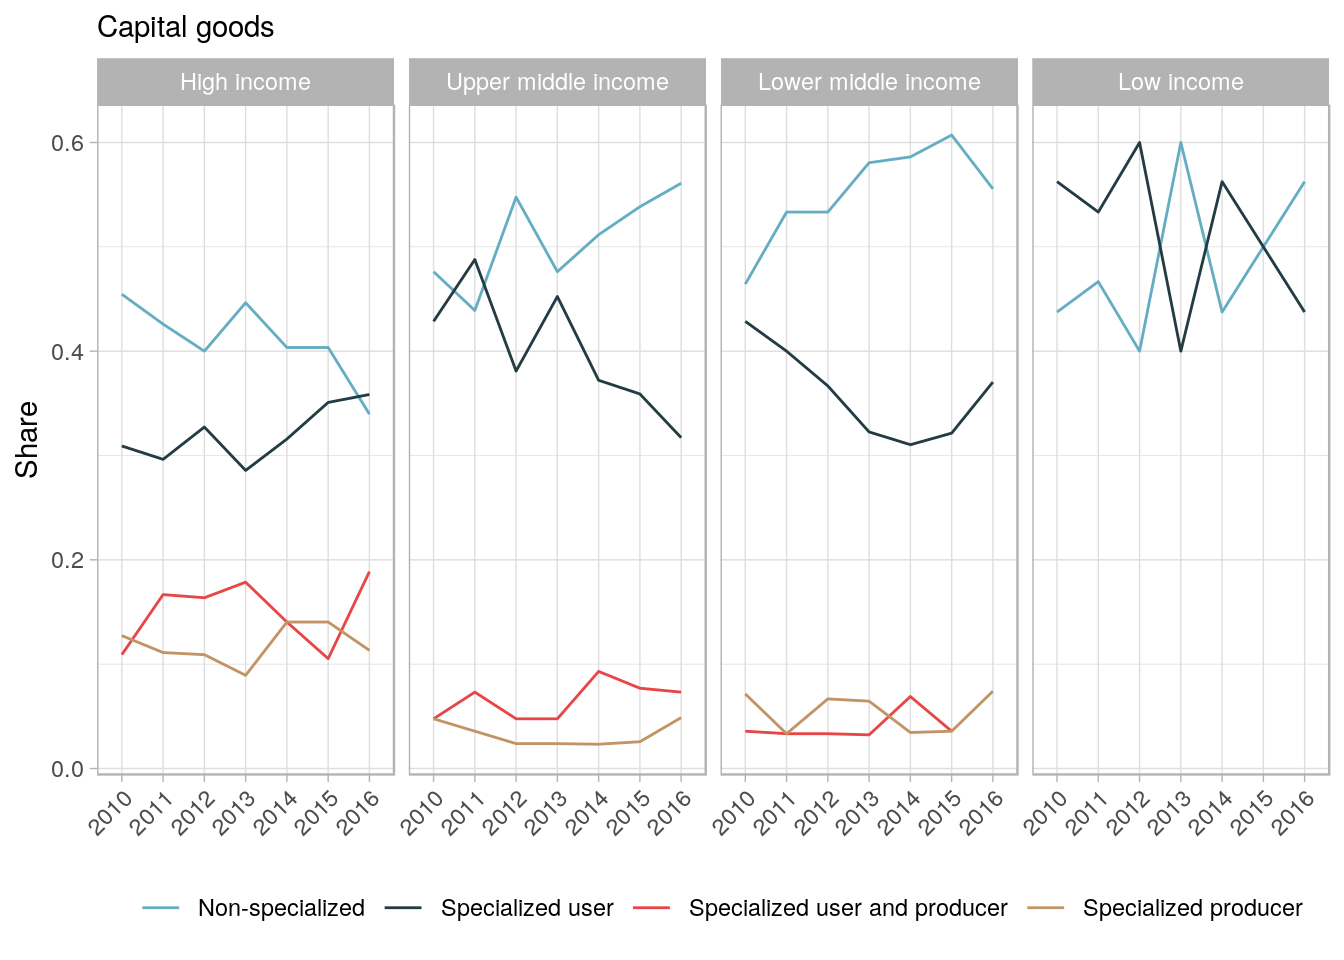 Capital goods
High income Upper middle income Lower middle income Low income
0.6
0.4
0.2
0.0
Share
2010 2011 2012 2013 2014 2015 2016 2010 2011 2012 2013 2014 2015 2016 2010 2011 2012 2013 2014 2015 2016 2010 2011 2012 2013 2014 2015 2016
Non-specialized Specialized user Specialized user and producer Specialized producer